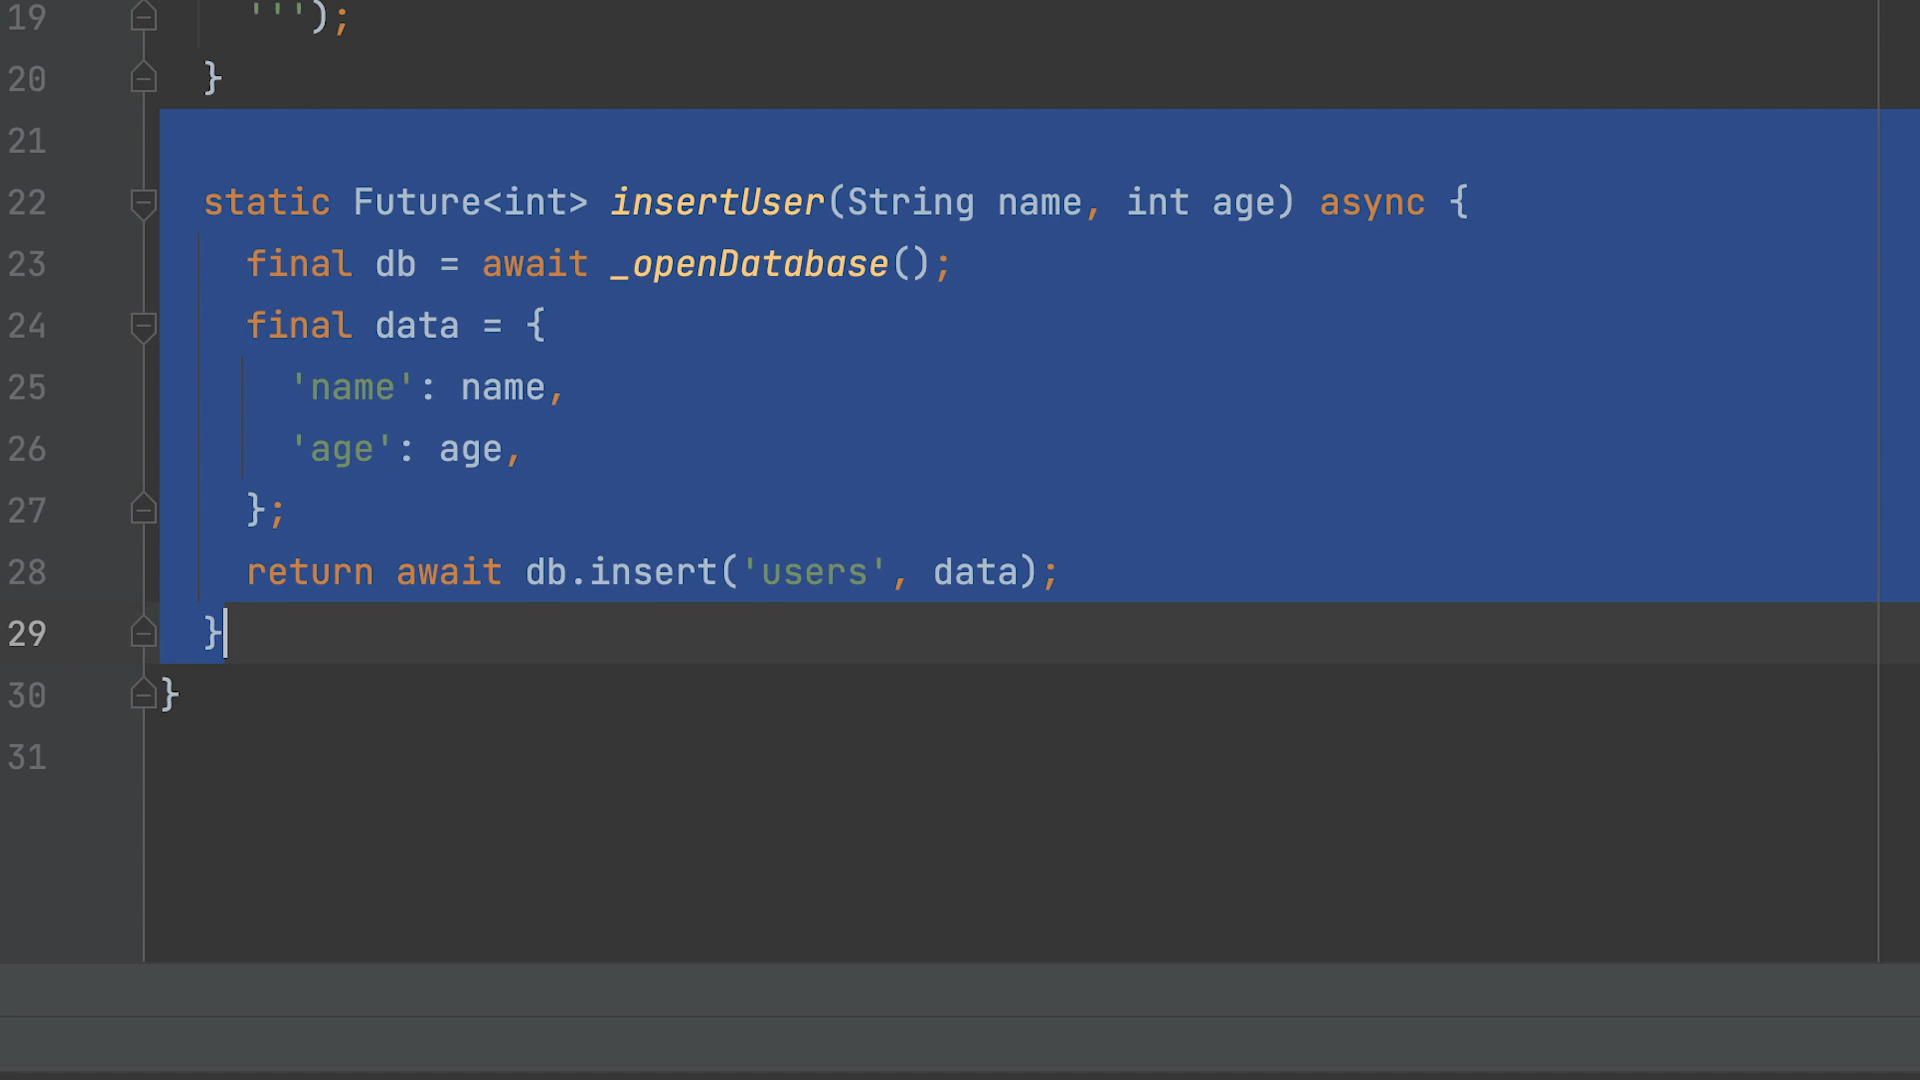 19 ''');
20 }
21
22 static Future<int> insertUser(String name, int age) async {
23 final db = await _openDatabase();
24 final data = {
25 'name': name,
26 'age': age,
27 };
28 return await db.insert('users', data);
29 }
30 }
31